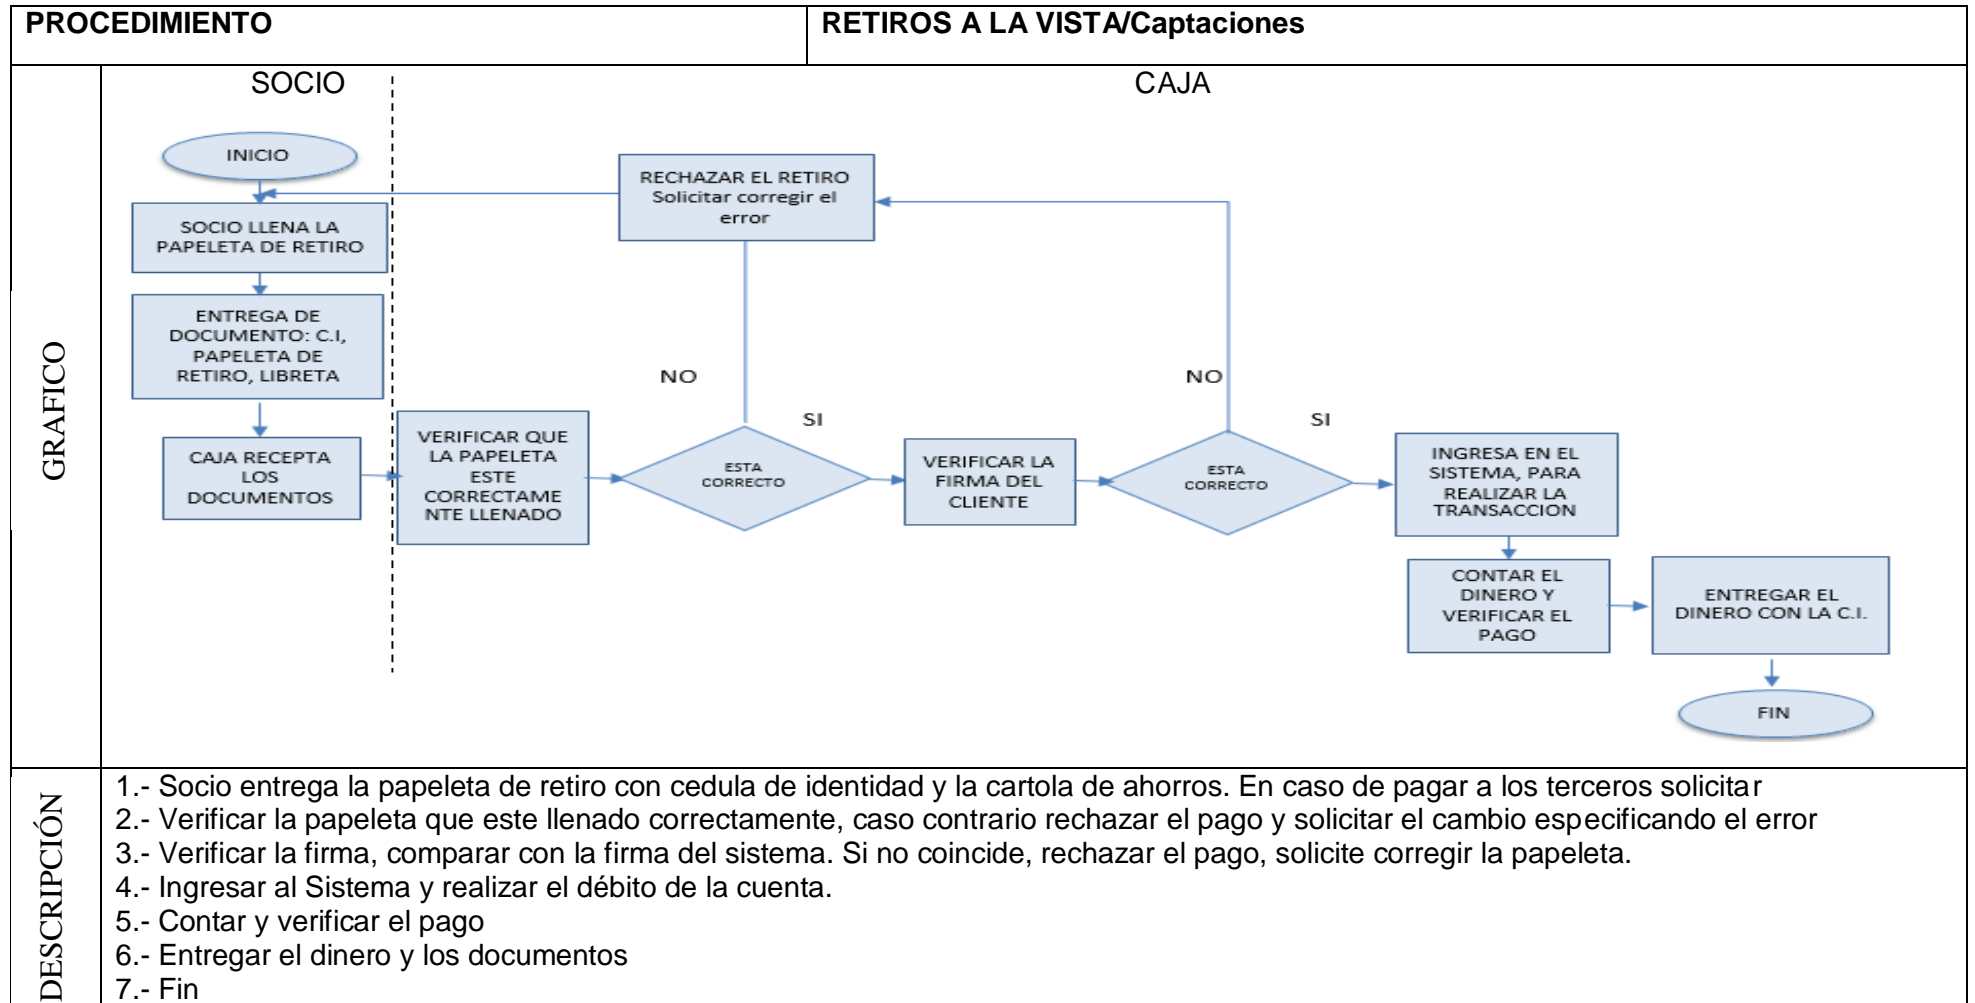 PROCEDIMIENTO
RETIROS A LA VISTA/Captaciones
GRAFICO
SOCIO
CAJA
INICIO
SOCIO LLENA LA
PAPELETA DE RETIRO
ENTREGA DE
DOCUMENTO: C.I,
PAPELETA DE
RETIRO, LIBRETA
CAJA RECEPTA
LOS
DOCUMENTOS
VERIFICAR QUE
LA PAPELETA
ESTE
CORRECTAME
NTE LLENADO
ESTA
CORRECTO
NO
SI
RECHAZAR EL RETIRO
Solicitar corregir el
error
VERIFICAR LA
FIRMA DEL
CLIENTE
ESTA
CORRECTO
NO
SI
INGRESA EN EL
SISTEMA, PARA
REALIZAR LA
TRANSACCION
CONTAR EL
DINERO Y
VERIFICAR EL
PAGO
ENTREGAR EL
DINERO CON LA C.I.
FIN
DESCRIPCIÓN
1.- Socio entrega la papeleta de retiro con cedula de identidad y la cartola de ahorros. En caso de pagar a los terceros solicitar
2.- Verificar la papeleta que este llenado correctamente, caso contrario rechazar el pago y solicitar el cambio especificando el error
3.- Verificar la firma, comparar con la firma del sistema. Si no coincide, rechazar el pago, solicite corregir la papeleta.
4.- Ingresar al Sistema y realizar el débito de la cuenta.
5.- Contar y verificar el pago
6.- Entregar el dinero y los documentos
7.- Fin